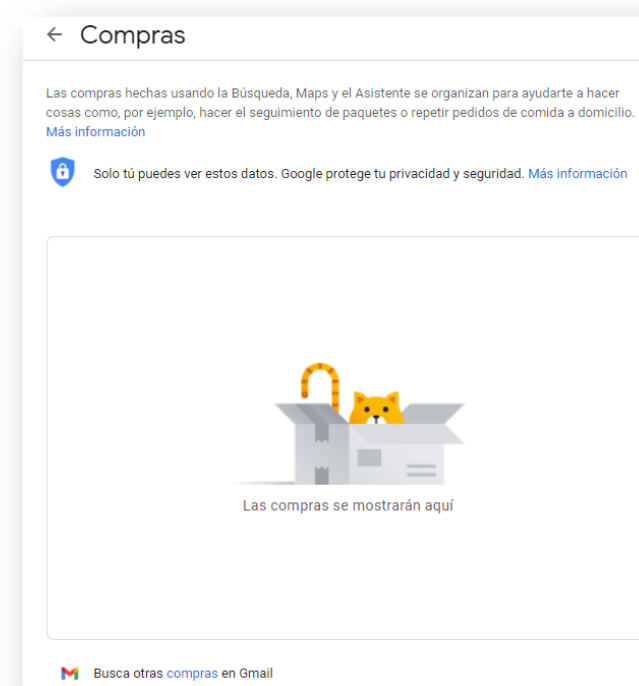 Compras
Las compras hechas usando la Búsqueda, Maps y el Asistente se organizan para ayudarte a hacer
cosas como, por ejemplo, hacer el seguimiento de paquetes o repetir pedidos de comida a domicilio.
Más información
Solo tú puedes ver estos datos. Google protege tu privacidad y seguridad. Más información
Las compras se mostrarán aquí
Busca otras compras en Gmail